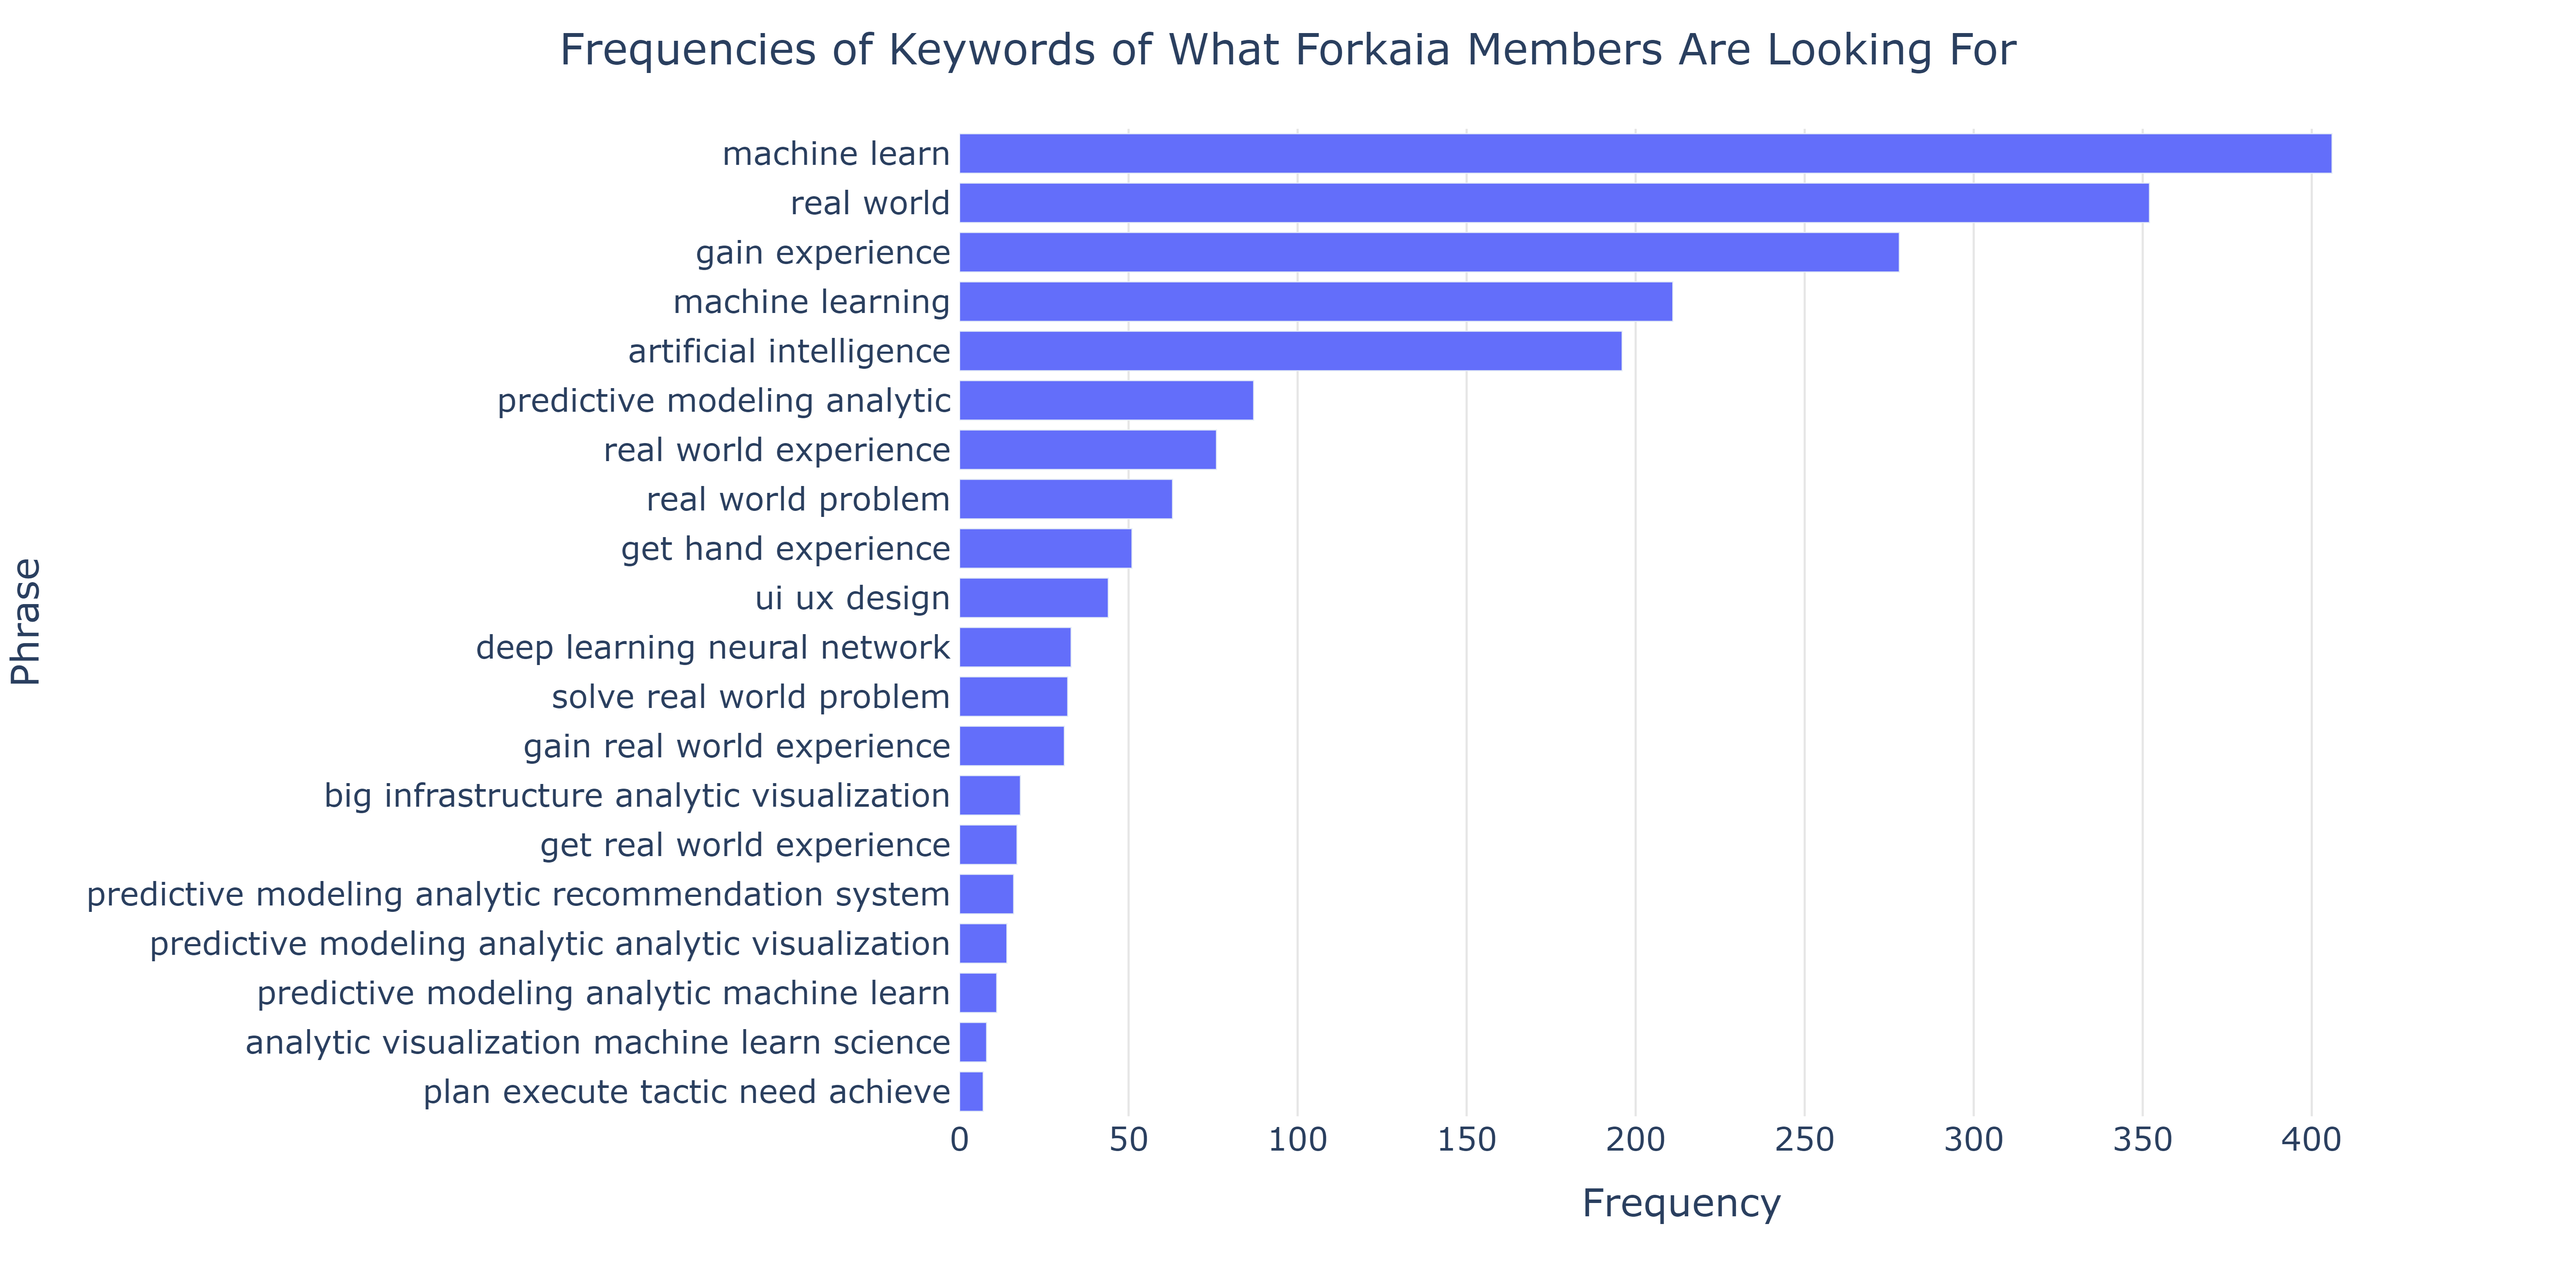 Frequencies of Keywords of What Forkaia Members Are Looking For
Phrase
machine learn
real world
gain experience
machine learning
artificial intelligence
predictive modeling analytic
real world experience
real world problem
get hand experience
ui ux design
deep learning neural network
solve real world problem
gain real world experience
big infrastructure analytic visualization
get real world experience
predictive modeling analytic recommendation system
predictive modeling analytic analytic visualization
predictive modeling analytic machine learn
analytic visualization machine learn science
plan execute tactic need achieve
0 50 100 150 200 250 300 350 400
Frequency